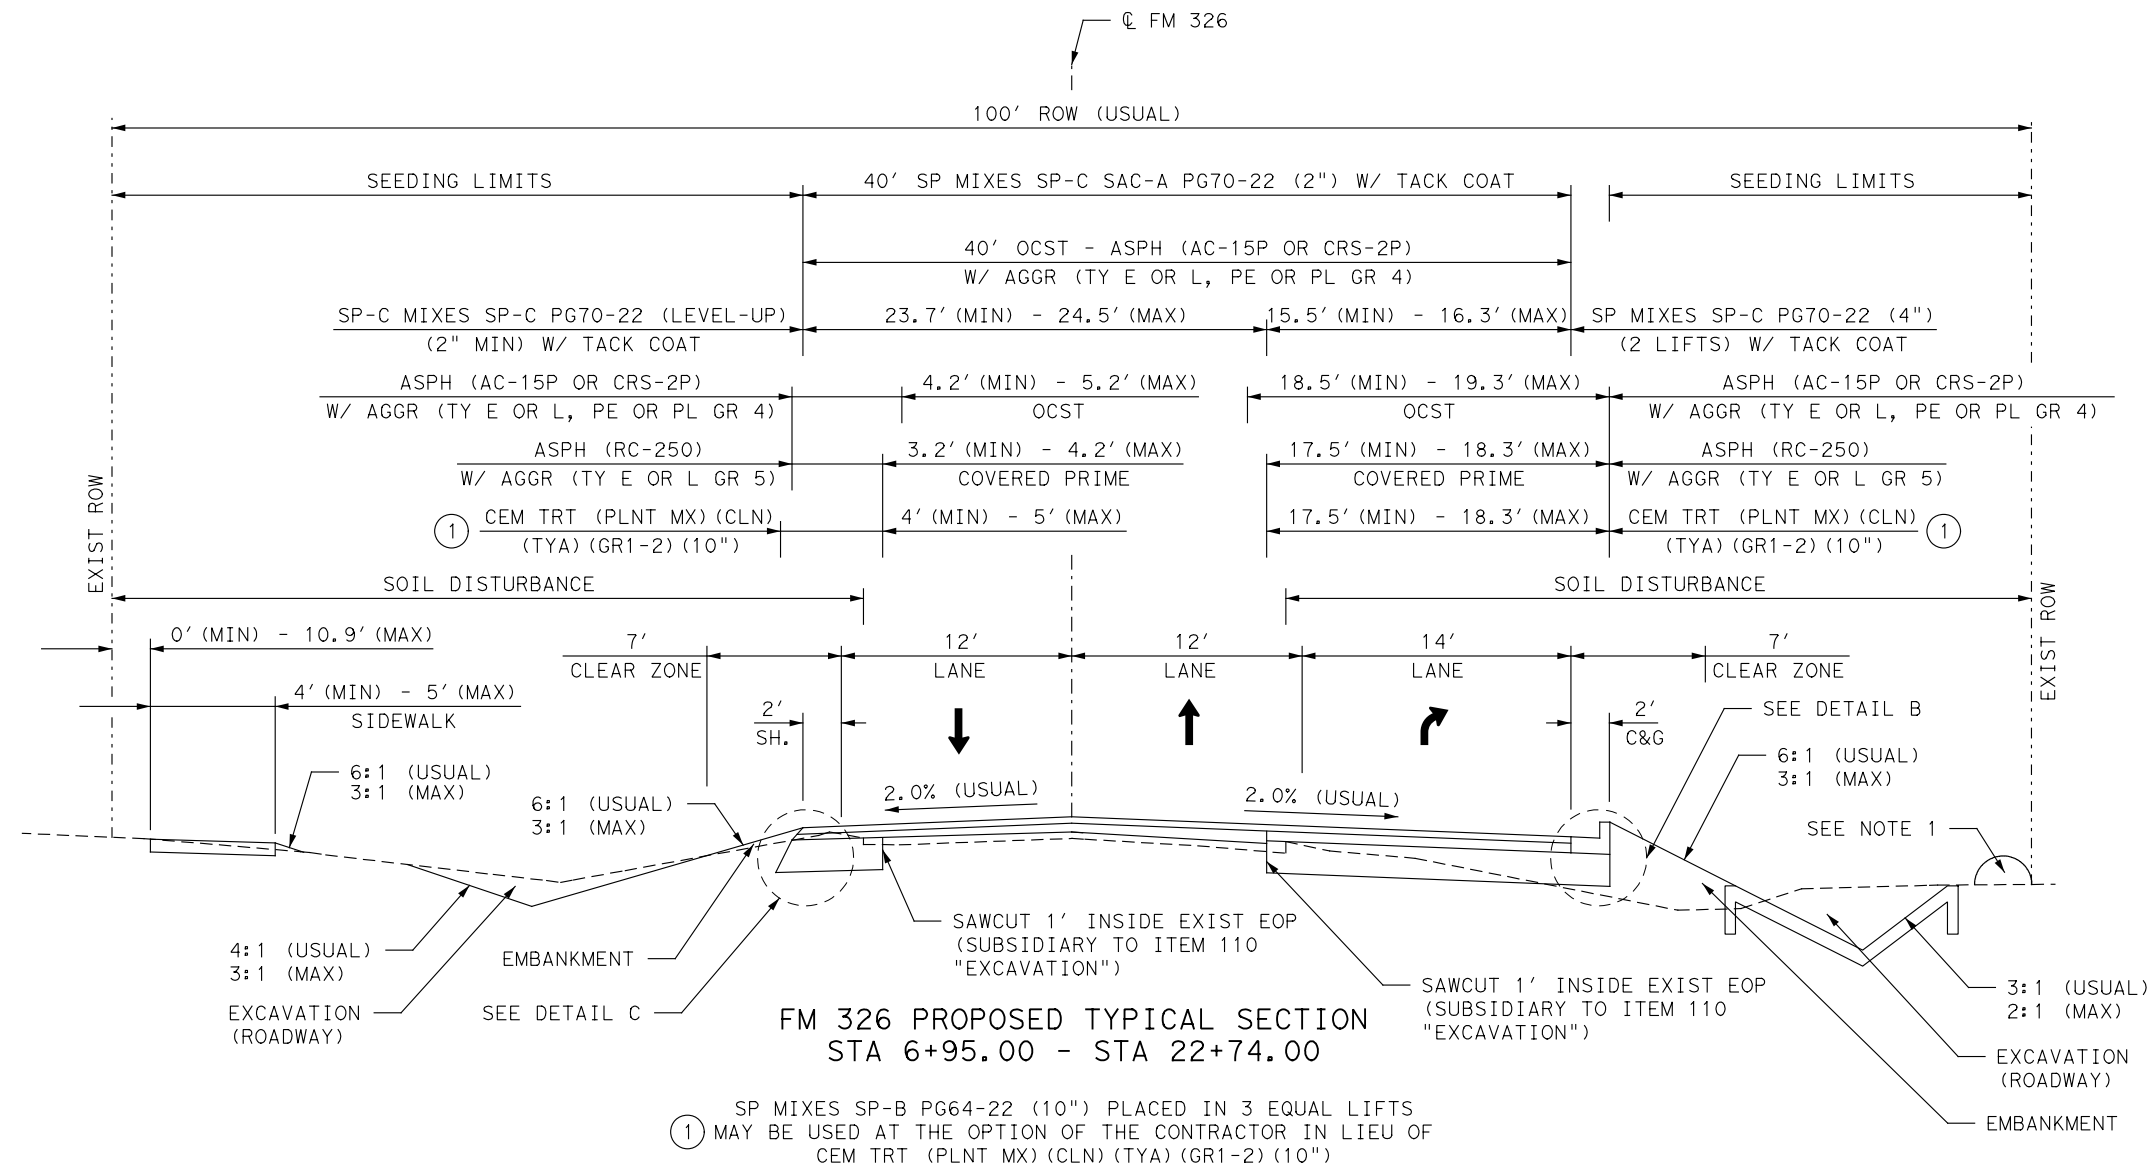 ℄ FM 326
100' ROW (USUAL)
SEEDING LIMITS
40' SP MIXES SP-C SAC-A PG70-22 (2") W/ TACK COAT
SEEDING LIMITS
40' OCST - ASPH (AC-15P OR CRS-2P)
W/ AGGR (TY E OR L, PE OR PL GR 4)
SP-C MIXES SP-C PG70-22 (LEVEL-UP)
(2" MIN) W/ TACK COAT
23.7'(MIN) - 24.5'(MAX)
15.5'(MIN) - 16.3'(MAX)
SP MIXES SP-C PG70-22 (4")
(2 LIFTS) W/ TACK COAT
ASPH (AC-15P OR CRS-2P)
W/ AGGR (TY E OR L, PE OR PL GR 4)
4.2'(MIN) - 5.2'(MAX)
OCST
18.5'(MIN) - 19.3'(MAX)
OCST
ASPH (AC-15P OR CRS-2P)
W/ AGGR (TY E OR L, PE OR PL GR 4)
ASPH (RC-250)
W/ AGGR (TY E OR L GR 5)
3.2'(MIN) - 4.2'(MAX)
COVERED PRIME
17.5'(MIN) - 18.3'(MAX)
COVERED PRIME
ASPH (RC-250)
W/ AGGR (TY E OR L GR 5)
1
CEM TRT (PLNT MX)(CLN)
(TYA)(GR1-2)(10")
4'(MIN) - 5'(MAX)
17.5'(MIN) - 18.3'(MAX)
CEM TRT (PLNT MX)(CLN)
(TYA)(GR1-2)(10")
1
EXIST ROW
EXIST ROW
SOIL DISTURBANCE
SOIL DISTURBANCE
0'(MIN) - 10.9'(MAX)
7'
CLEAR ZONE
12'
LANE
12'
LANE
14'
LANE
7'
CLEAR ZONE
4'(MIN) - 5'(MAX)
SIDEWALK
2'
SH.
2'
C&G
SEE DETAIL B
6:1 (USUAL)
3:1 (MAX)
6:1 (USUAL)
3:1 (MAX)
6:1 (USUAL)
3:1 (MAX)
2.0% (USUAL)
2.0% (USUAL)
SEE NOTE 1
4:1 (USUAL)
3:1 (MAX)
EXCAVATION
(ROADWAY)
EMBANKMENT
SEE DETAIL C
SAWCUT 1' INSIDE EXIST EOP
(SUBSIDIARY TO ITEM 110
"EXCAVATION")
SAWCUT 1' INSIDE EXIST EOP
(SUBSIDIARY TO ITEM 110
"EXCAVATION")
3:1 (USUAL)
2:1 (MAX)
EXCAVATION
(ROADWAY)
EMBANKMENT
FM 326 PROPOSED TYPICAL SECTION
STA 6+95.00 - STA 22+74.00
SP MIXES SP-B PG64-22 (10") PLACED IN 3 EQUAL LIFTS
1 MAY BE USED AT THE OPTION OF THE CONTRACTOR IN LIEU OF
CEM TRT (PLNT MX)(CLN)(TYA)(GR1-2)(10")